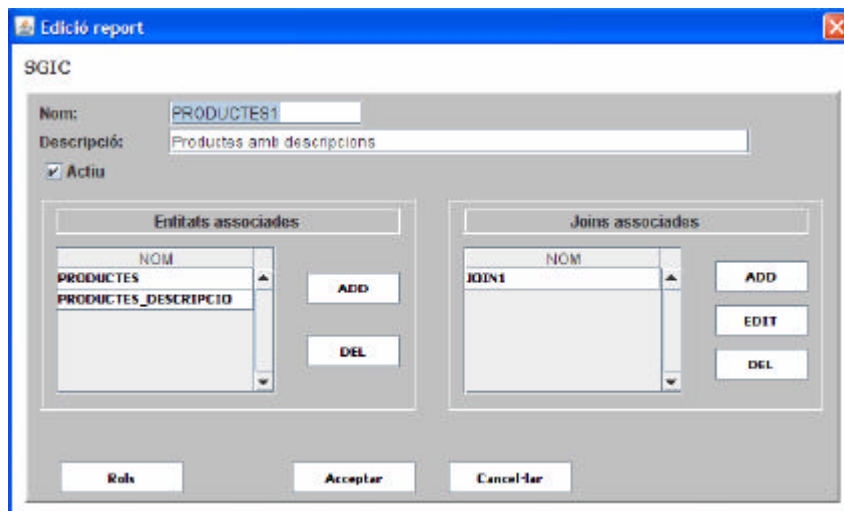 Edició report
SGIC
Nom: PRODUCTES1
Descripció: Productes amb descripcions
Actiu
Entitats associades
NOM
PRODUCTES
PRODUCTES_DESCRIPCIO
ADD
DEL
Joins associades
NOM
JOIN1
ADD
EDIT
DEL
Rols
Acceptar
Cancel·lar